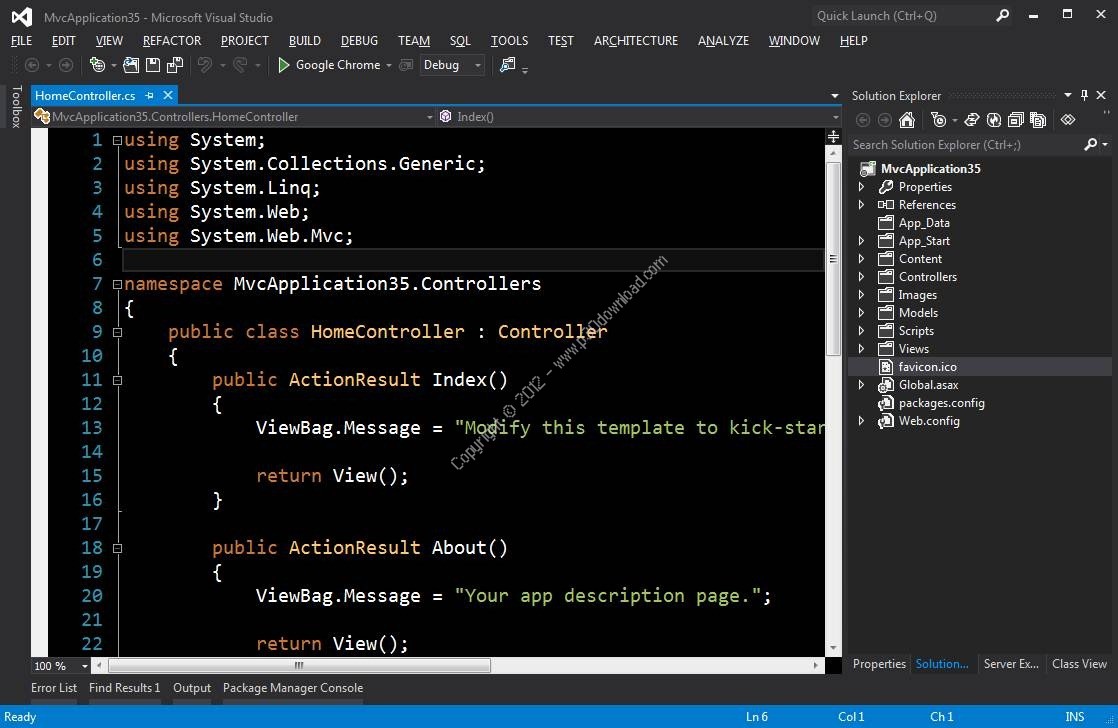 MvcApplication35 - Microsoft Visual Studio
Quick Launch (Ctrl+Q)
FILE EDIT VIEW REFACTOR PROJECT BUILD DEBUG TEAM SQL TOOLS TEST ARCHITECTURE ANALYZE WINDOW HELP
Google Chrome Debug
Toolbox
HomeController.cs
MvcApplication35.Controllers.HomeController Index()
1 using System;
2 using System.Collections.Generic;
3 using System.Linq;
4 using System.Web;
5 using System.Web.Mvc;
6
7 namespace MvcApplication35.Controllers
8 {
9 public class HomeController : Controller
10 {
11 public ActionResult Index()
12 {
13 ViewBag.Message = "Modify this template to kick-star
14
15 return View();
16 }
17
18 public ActionResult About()
19 {
20 ViewBag.Message = "Your app description page.";
21
22 return View();
Copyright © 2012 - www.p30download.com
100 %
Solution Explorer
Search Solution Explorer (Ctrl+;)
MvcApplication35
Properties
References
App_Data
App_Start
Content
Controllers
Images
Models
Scripts
Views
favicon.ico
Global.asax
packages.config
Web.config
Properties Solution... Server Ex... Class View
Error List Find Results 1 Output Package Manager Console
Ready Ln 6 Col 1 Ch 1 INS